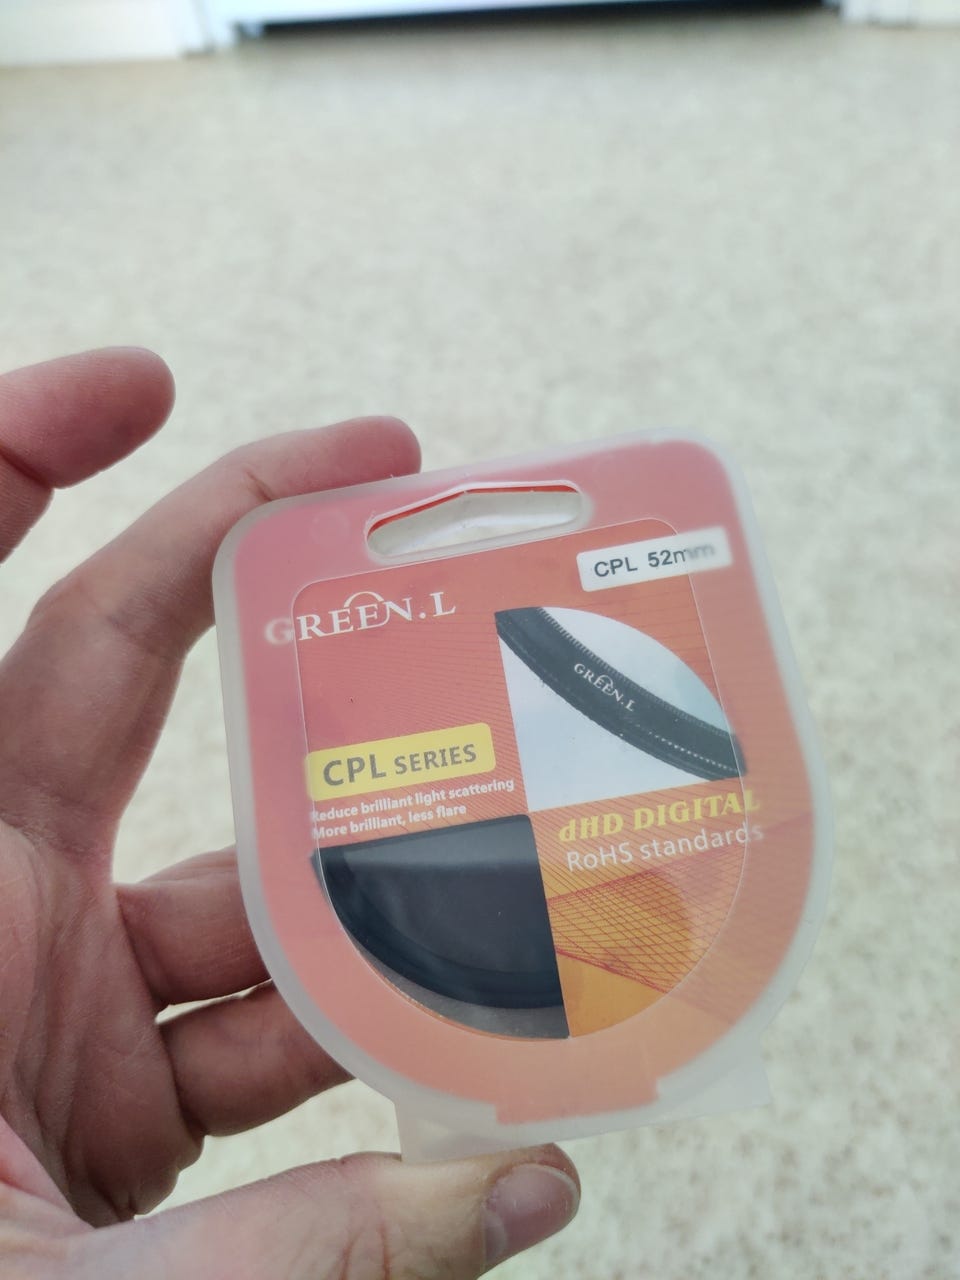 CPL 52mm
GREEN.L
GREEN.L
CPL SERIES
Reduce brilliant light scattering
More brilliant, less flare
dHD DIGITAL
RoHS standards